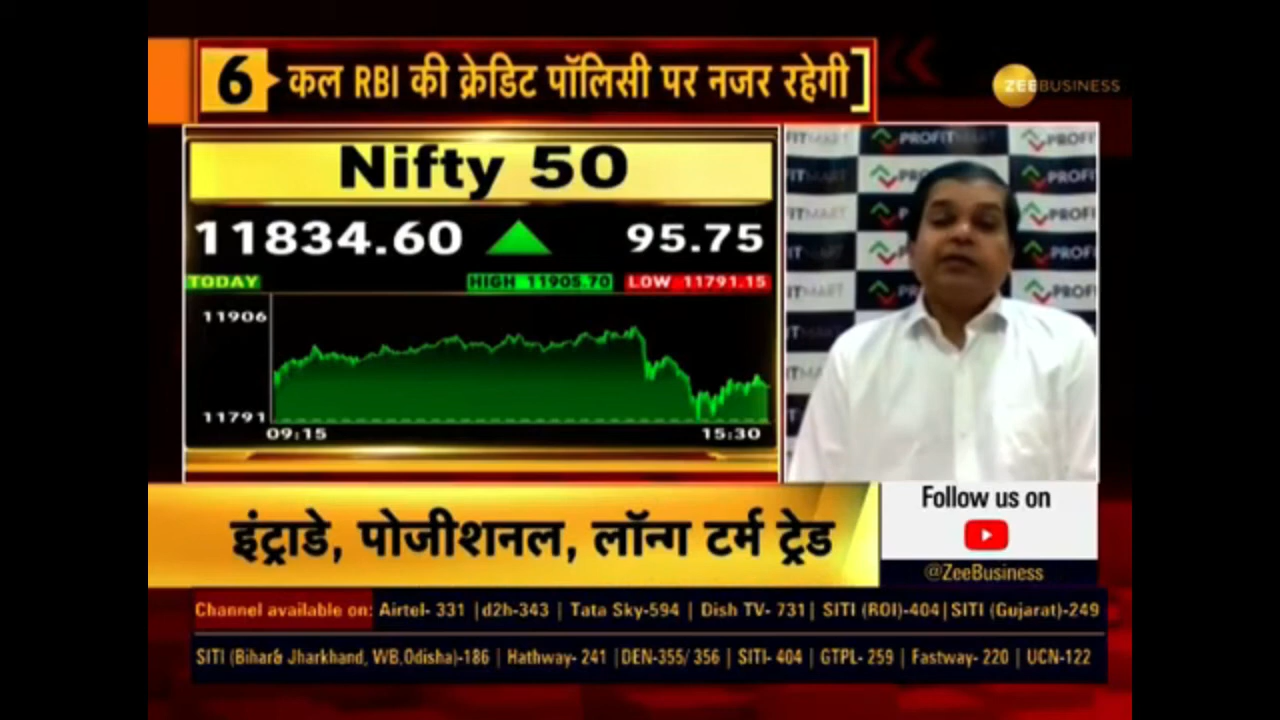 6 कल RBI की क्रेडिट पॉलिसी पर नजर रहेगी
ZEEBUSINESS
Nifty 50
11834.60 95.75
TODAY HIGH 11905.70 LOW 11791.15
11906
11791
09:15 15:30
FITMART PROFITMART PROFI
इंट्राडे, पोजीशनल, लॉन्ग टर्म ट्रेड
Follow us on
@ZeeBusiness
Channel available on: Airtel- 331 |d2h-343 | Tata Sky-594 | Dish TV- 731| SITI (ROI)-404|SITI (Gujarat)-249
SITI (Bihar& Jharkhand, WB,Odisha)-186 | Hathway- 241 |DEN-355/ 356 | SITI- 404 | GTPL- 259 | Fastway- 220 | UCN-122